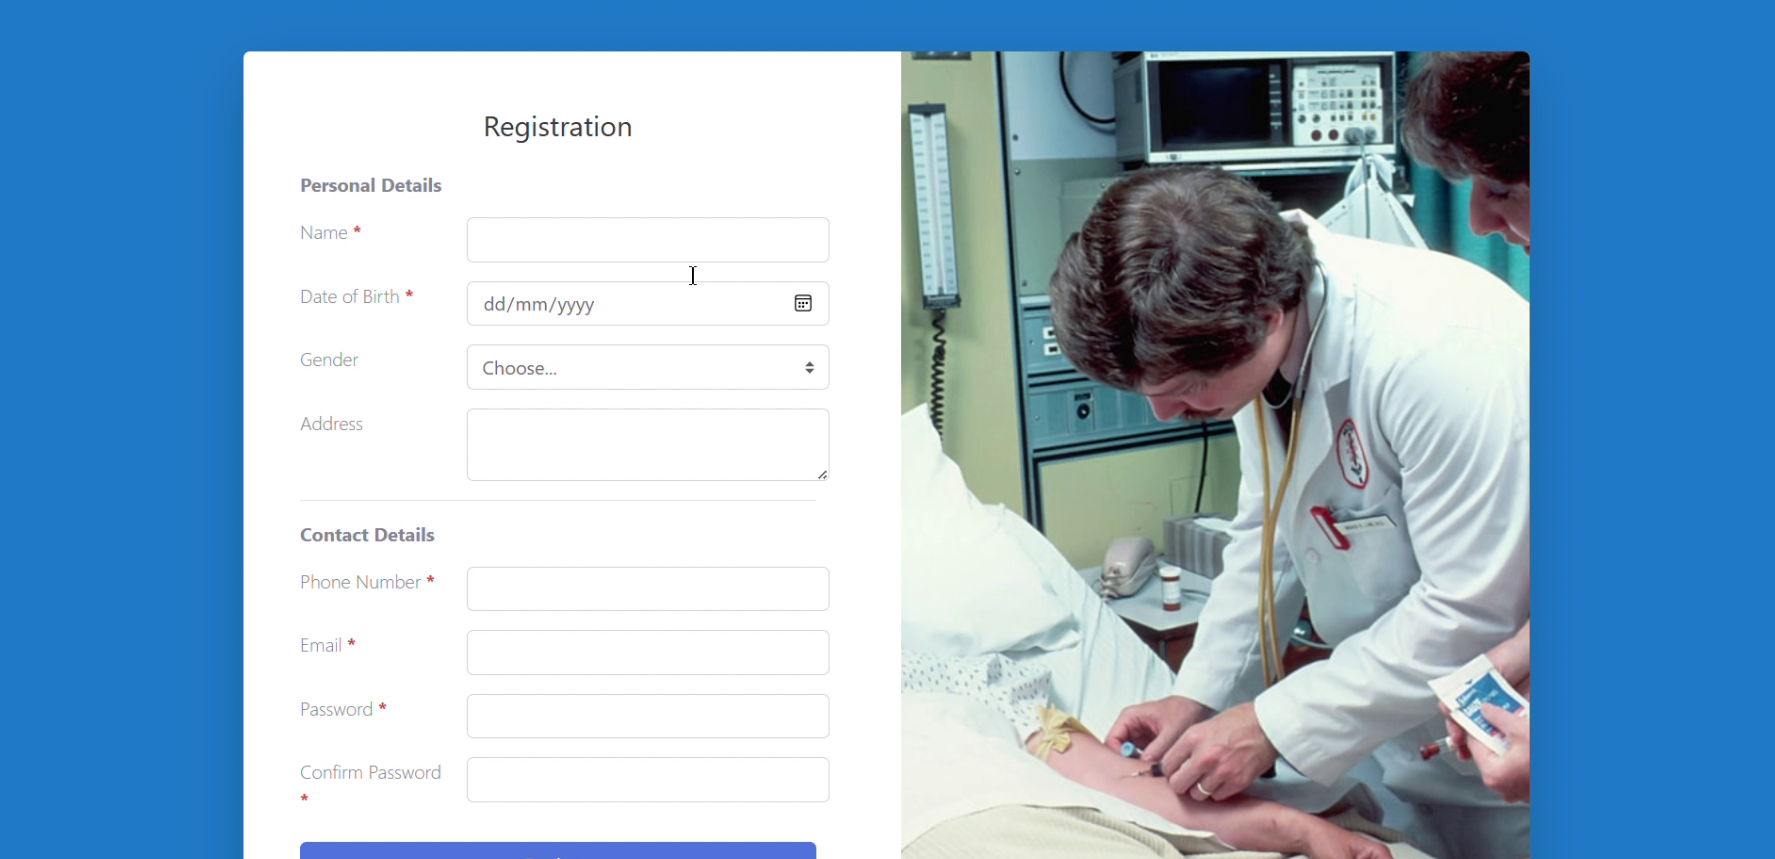 Registration
Personal Details
Name *
Date of Birth *
dd/mm/yyyy
Gender
Choose...
Address
Contact Details
Phone Number *
Email *
Password *
Confirm Password
*